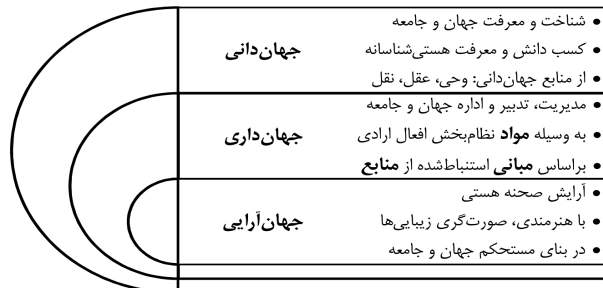 • شناخت و معرفت جهان و جامعه
جهان‌دانی
• کسب دانش و معرفت هستی‌شناسانه
• از منابع جهان‌دانی: وحی، عقل، نقل
• مدیریت، تدبیر و اداره جهان و جامعه
جهان‌داری
• به وسیله مواد نظام‌بخش افعال ارادی
• براساس مبانی استنباط‌شده از منابع
• آرایش صحنه هستی
جهان‌آرایی
• با هنرمندی، صورت‌گری زیبایی‌ها
• در بنای مستحکم جهان و جامعه